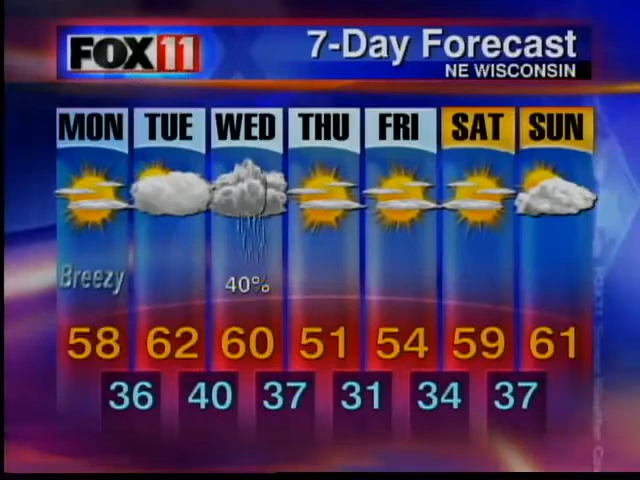 FOX 11
7-Day Forecast
NE WISCONSIN
MON TUE WED THU FRI SAT SUN
Breezy
40%
58 62 60 51 54 59 61
36 40 37 31 34 37